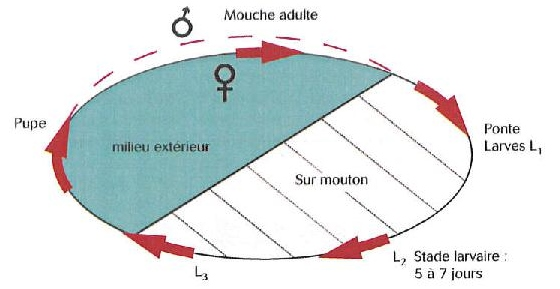 Mouche adulte
Pupe
milieu extérieur
Ponte
Larves L1
Sur mouton
L2 Stade larvaire :
5 à 7 jours
L3